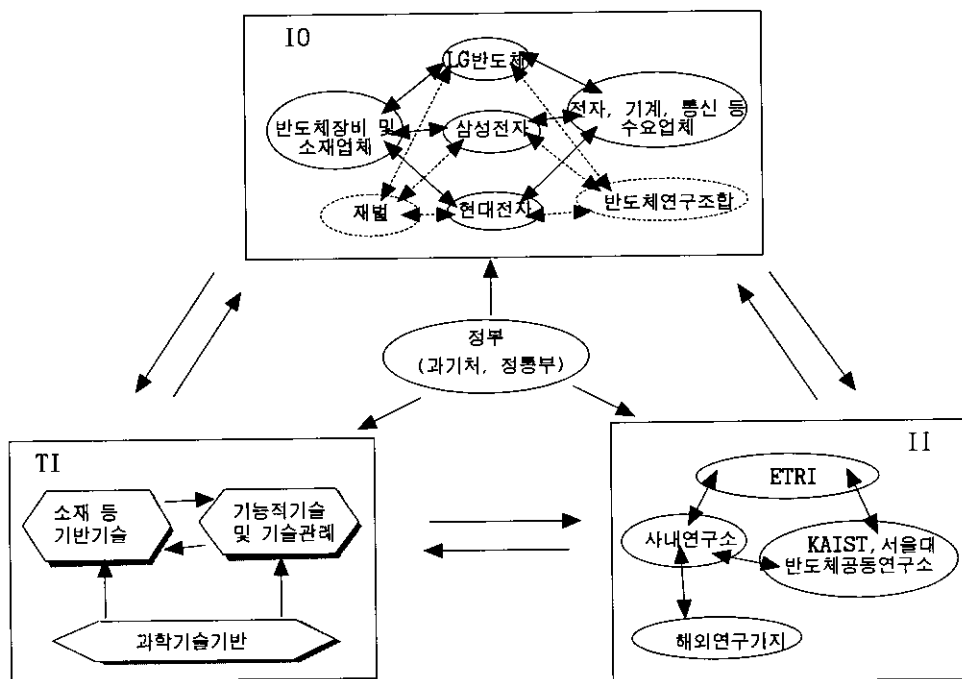 IO
LG반도체
반도체장비 및
소재업체
삼성전자
전자, 기계, 통신 등
수요업체
재벌
현대전자
반도체연구조합
정부
(과기처, 정통부)
TI
소재 등
기반기술
기능적기술
및 기술관례
과학기술기반
II
ETRI
사내연구소
KAIST, 서울대
반도체공동연구소
해외연구기지